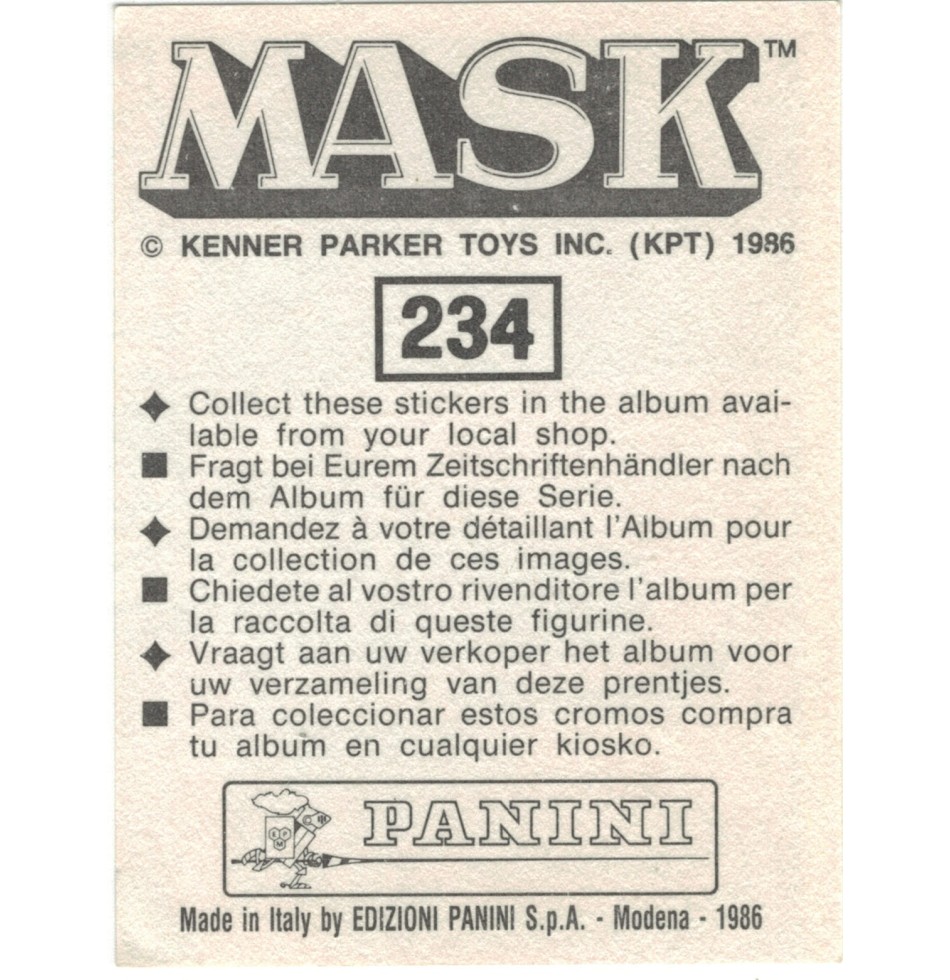 MASK™
© KENNER PARKER TOYS INC. (KPT) 1986
234
Collect these stickers in the album avai-
lable from your local shop.
Fragt bei Eurem Zeitschriftenhändler nach
dem Album für diese Serie.
Demandez à votre détaillant l'Album pour
la collection de ces images.
Chiedete al vostro rivenditore l'album per
la raccolta di queste figurine.
Vraagt aan uw verkoper het album voor
uw verzameling van deze prentjes.
Para coleccionar estos cromos compra
tu album en cualquier kiosko.
PANINI
Made in Italy by EDIZIONI PANINI S.p.A. - Modena - 1986